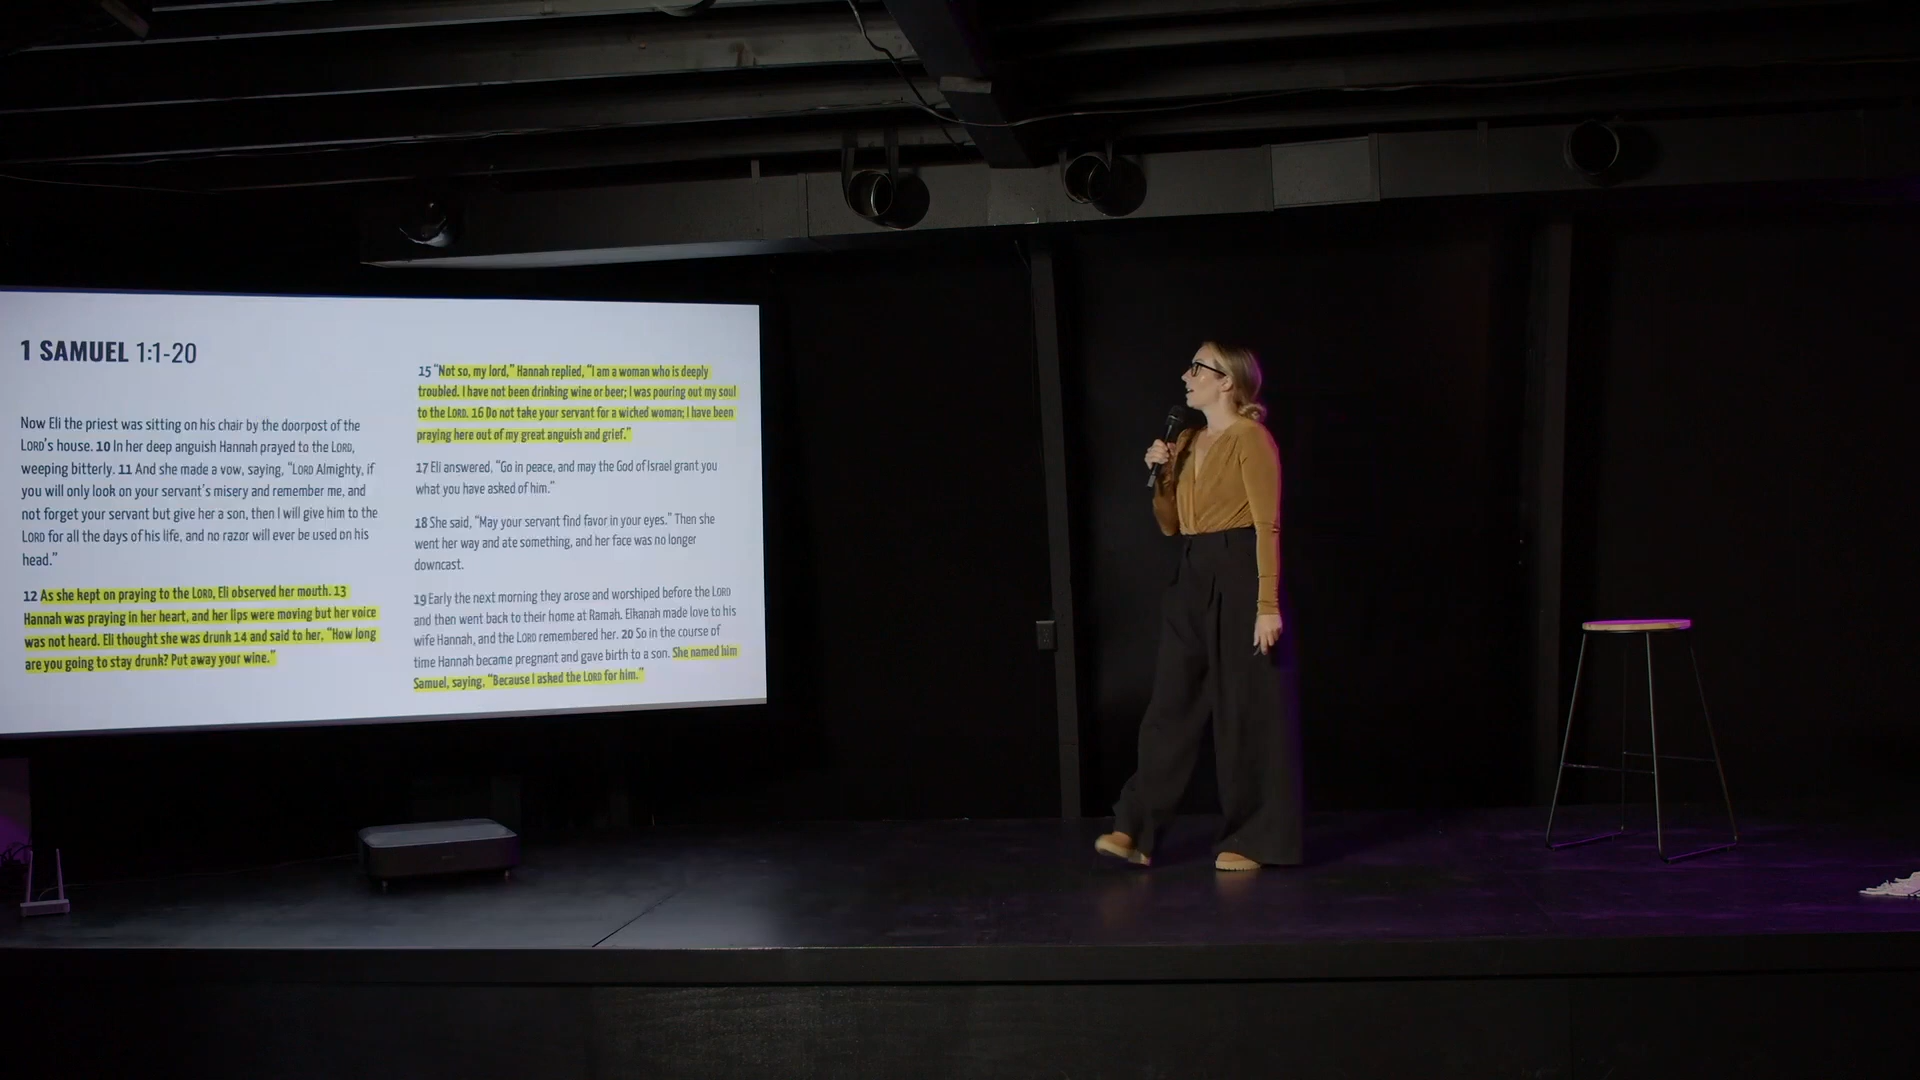 1 SAMUEL 1:1-20
Now Eli the priest was sitting on his chair by the doorpost of the
LORD's house. 10 In her deep anguish Hannah prayed to the LORD,
weeping bitterly. 11 And she made a vow, saying, “LORD Almighty, if
you will only look on your servant's misery and remember me, and
not forget your servant but give her a son, then I will give him to the
LORD for all the days of his life, and no razor will ever be used on his
head.”
12 As she kept on praying to the LORD, Eli observed her mouth. 13
Hannah was praying in her heart, and her lips were moving but her voice
was not heard. Eli thought she was drunk 14 and said to her, “How long
are you going to stay drunk? Put away your wine.”
15 “Not so, my lord,” Hannah replied, “I am a woman who is deeply
troubled. I have not been drinking wine or beer; I was pouring out my soul
to the LORD. 16 Do not take your servant for a wicked woman; I have been
praying here out of my great anguish and grief.”
17 Eli answered, “Go in peace, and may the God of Israel grant you
what you have asked of him.”
18 She said, “May your servant find favor in your eyes.” Then she
went her way and ate something, and her face was no longer
downcast.
19 Early the next morning they arose and worshiped before the LORD
and then went back to their home at Ramah. Elkanah made love to his
wife Hannah, and the LORD remembered her. 20 So in the course of
time Hannah became pregnant and gave birth to a son. She named him
Samuel, saying, “Because I asked the LORD for him.”